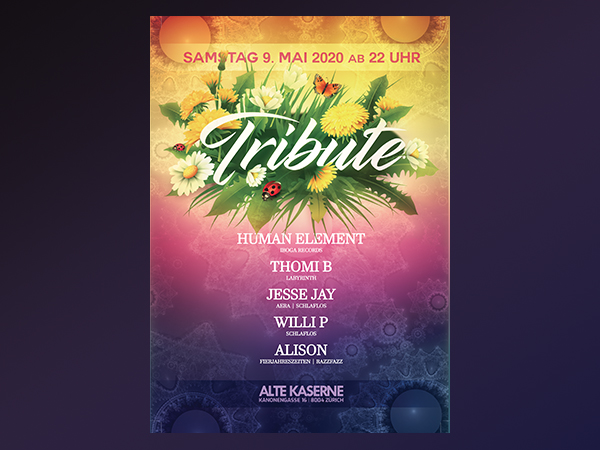 SAMSTAG 9. MAI 2020 AB 22 UHR
Tribute
HUMAN ELEMENT
IBOGA RECORDS
THOMI B
LABYRINTH
JESSE JAY
AERA | SCHLAFLOS
WILLI P
SCHLAFLOS
ALISON
FIERJAHRESZEITEN | RAZZFAZZ
ALTE KASERNE
KANONENGASSE 16 | 8004 ZÜRICH